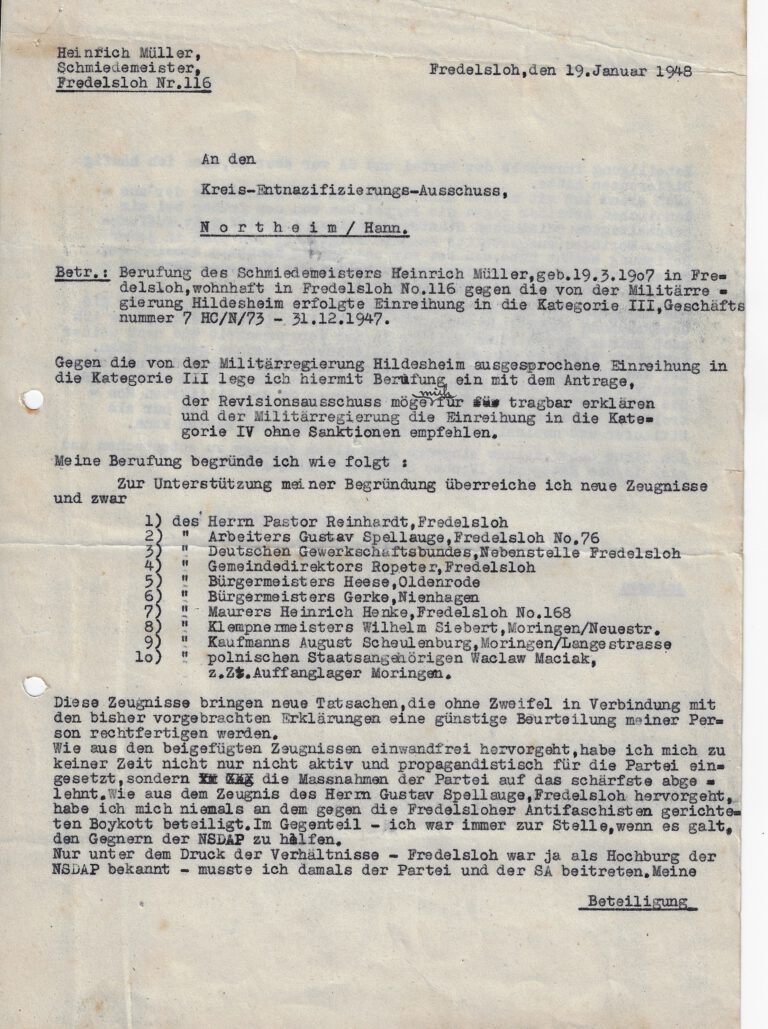 Heinrich Müller,
Schmiedemeister,
Fredelsloh Nr.116
Fredelsloh,den 19.Januar 1948
An den
Kreis-Entnazifizierungs-Ausschuss,
N o r t h e i m / Hann.
Betr.: Berufung des Schmiedemeisters Heinrich Müller,geb.19.3.19o7 in Fre=
delsloh,wohnhaft in Fredelsloh No.116 gegen die von der Militärre =
gierung Hildesheim erfolgte Einreihung in die Kategorie III,Geschäfts
nummer 7 HC/N/73 - 31.12.1947.
Gegen die von der Militärregierung Hildesheim ausgesprochene Einreihung in
die Kategorie III lege ich hiermit Berufung ein mit dem Antrage,
der Revisionsausschuss möge mich für tragbar erklären
und der Militärregierung die Einreihung in die Kate=
gorie IV ohne Sanktionen empfehlen.
Meine Berufung begründe ich wie folgt :
Zur Unterstützung meiner Begründung überreiche ich neue Zeugnisse
und zwar
1) des Herrn Pastor Reinhardt,Fredelsloh
2) " Arbeiters Gustav Spellauge,Fredelsloh No.76
3) " Deutschen Gewerkschaftsbundes,Nebenstelle Fredelsloh
4) " Gemeindedirektors Ropeter,Fredelsloh
5) " Bürgermeisters Heese,Oldenrode
6) " Bürgermeisters Gerke,Nienhagen
7) " Maurers Heinrich Henke,Fredelsloh No.168
8) " Klempnermeisters Wilhelm Siebert,Moringen/Neuestr.
9) " Kaufmanns August Scheulenburg,Moringen/Langestrasse
1o) " polnischen Staatsangehörigen Waclaw Maciak,
z.Zt.Auffanglager Moringen.
Diese Zeugnisse bringen neue Tatsachen,die ohne Zweifel in Verbindung mit
den bisher vorgebrachten Erklärungen eine günstige Beurteilung meiner Per=
son rechtfertigen werden.
Wie aus den beigefügten Zeugnissen einwandfrei hervorgeht,habe ich mich zu
keiner Zeit nicht nur nicht aktiv und propagandistisch für die Partei ein=
gesetzt,sondern die Massnahmen der Partei auf das schärfste abge =
lehnt.Wie aus dem Zeugnis des Herrn Gustav Spellauge,Fredelsloh hervorgeht,
habe ich mich niemals an dem gegen die Fredelsloher Antifaschisten gerichte=
ten Boykott beteiligt.Im Gegenteil - ich war immer zur Stelle,wenn es galt,
den Gegnern der NSDAP zu helfen.
Nur unter dem Druck der Verhältnisse - Fredelsloh war ja als Hochburg der
NSDAP bekannt - musste ich damals der Partei und der SA beitreten.Meine
Beteiligung